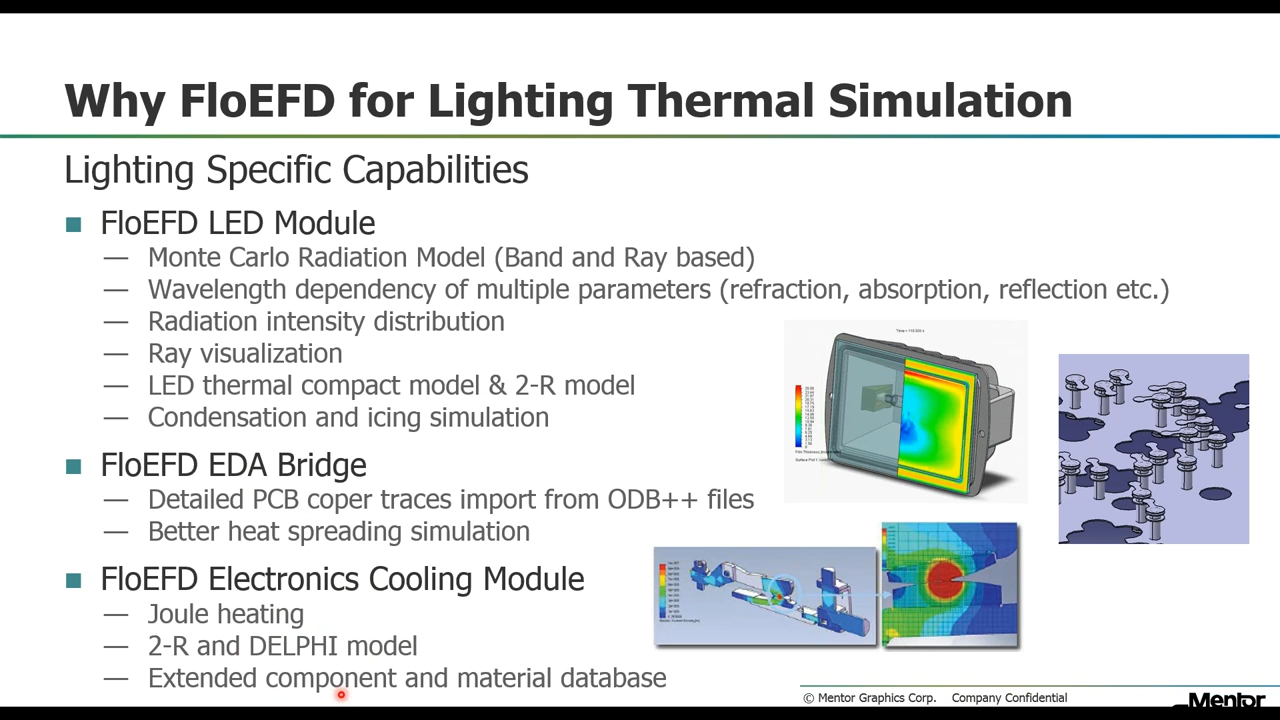 Why FloEFD for Lighting Thermal Simulation
Lighting Specific Capabilities
FloEFD LED Module
— Monte Carlo Radiation Model (Band and Ray based)
— Wavelength dependency of multiple parameters (refraction, absorption, reflection etc.)
— Radiation intensity distribution
— Ray visualization
— LED thermal compact model & 2-R model
— Condensation and icing simulation
FloEFD EDA Bridge
— Detailed PCB coper traces import from ODB++ files
— Better heat spreading simulation
FloEFD Electronics Cooling Module
— Joule heating
— 2-R and DELPHI model
— Extended component and material database
© Mentor Graphics Corp. Company Confidential
Mentor